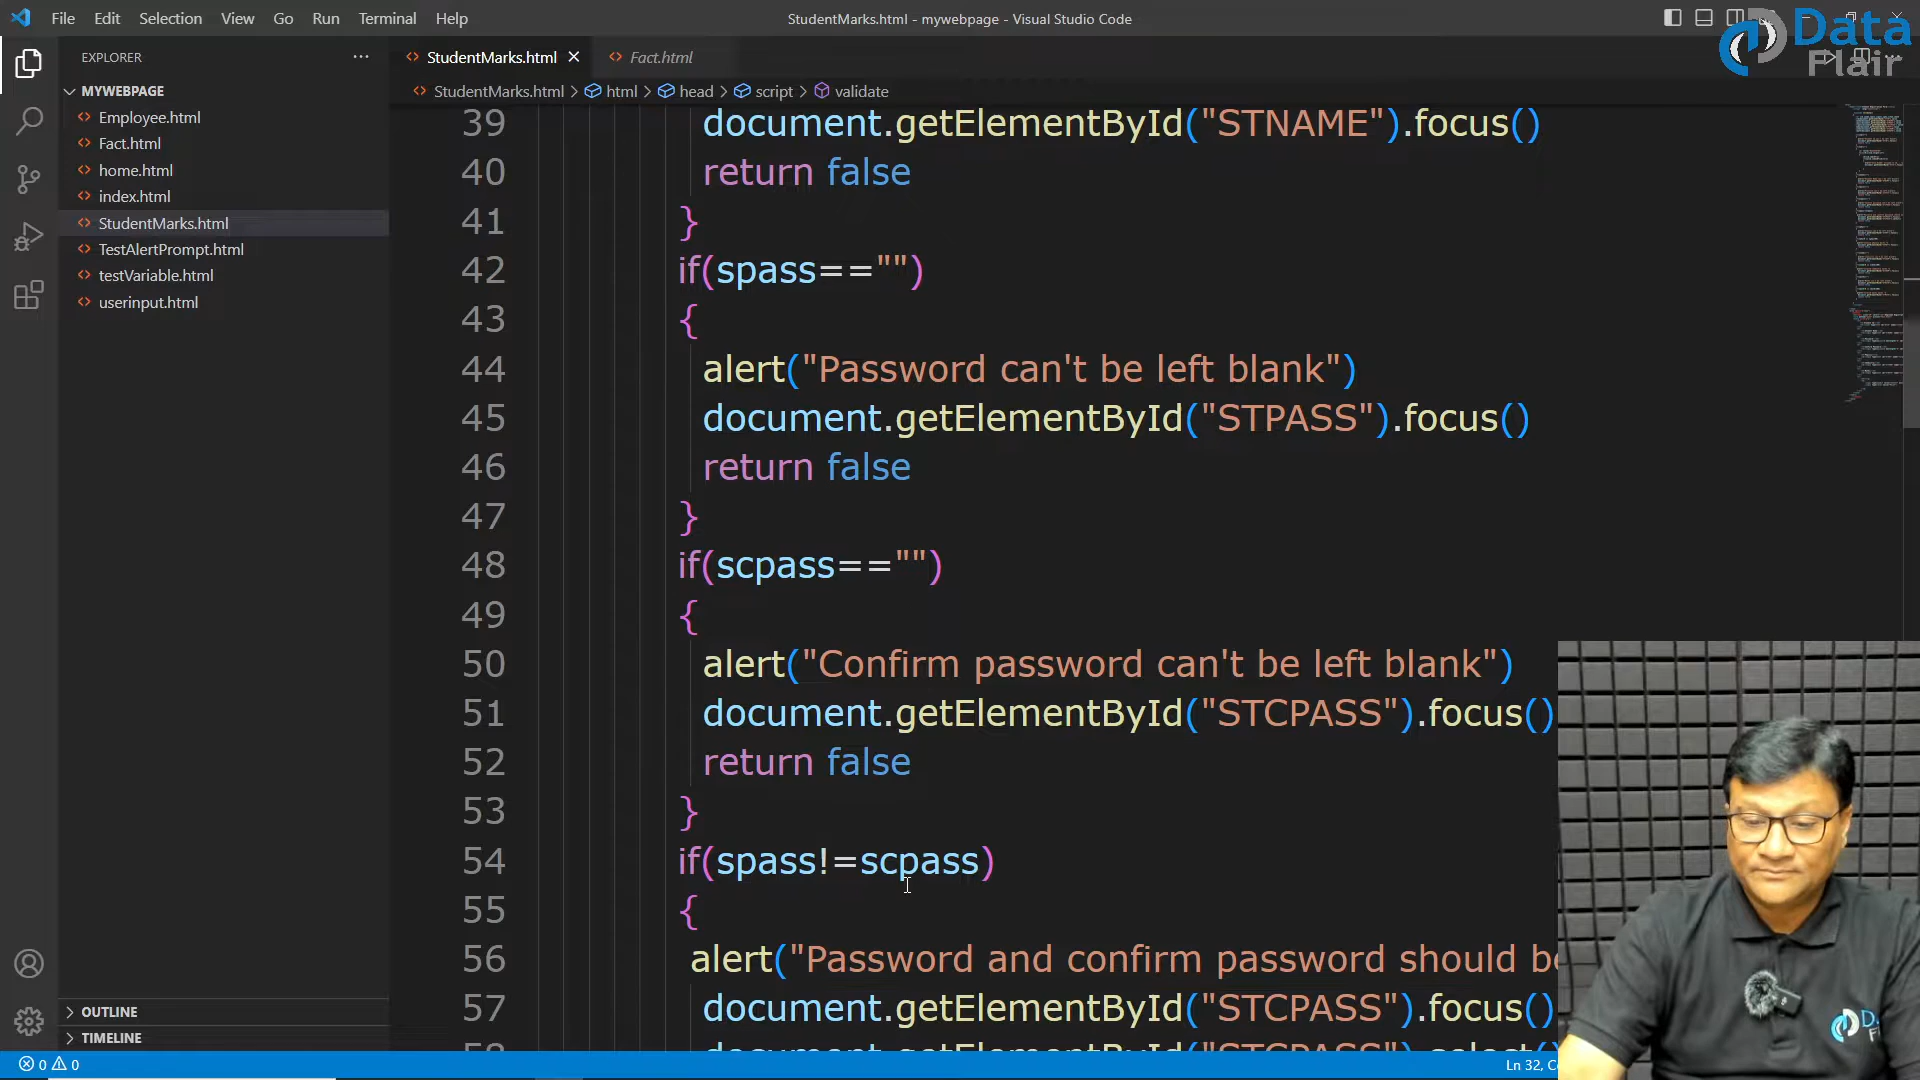 File Edit Selection View Go Run Terminal Help
StudentMarks.html - mywebpage - Visual Studio Code
Data
Flair
EXPLORER
MYWEBPAGE
Employee.html
Fact.html
home.html
index.html
StudentMarks.html
TestAlertPrompt.html
testVariable.html
userinput.html
OUTLINE
TIMELINE
StudentMarks.html Fact.html
StudentMarks.html > html > head > script > validate
39 document.getElementById("STNAME").focus()
40 return false
41 }
42 if(spass=="")
43 {
44 alert("Password can't be left blank")
45 document.getElementById("STPASS").focus()
46 return false
47 }
48 if(scpass=="")
49 {
50 alert("Confirm password can't be left blank")
51 document.getElementById("STCPASS").focus()
52 return false
53 }
54 if(spass!=scpass)
55 {
56 alert("Password and confirm password should be
57 document.getElementById("STCPASS").focus()
58 document.getElementById("STCPASS").select()
0 0
Ln 32,